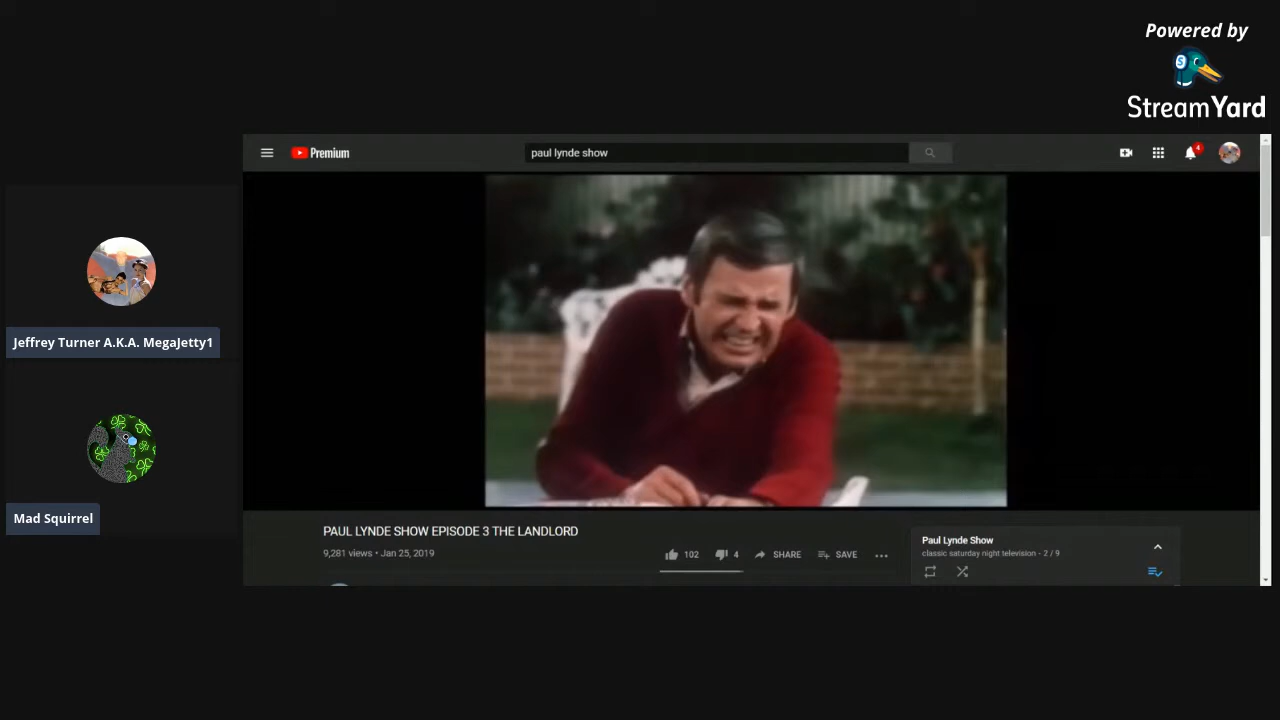 Powered by
StreamYard
Premium
paul lynde show
4
Jeffrey Turner A.K.A. MegaJetty1
Mad Squirrel
PAUL LYNDE SHOW EPISODE 3 THE LANDLORD
9,281 views • Jan 25, 2019
102
4
SHARE
SAVE
Paul Lynde Show
classic saturday night television - 2 / 9